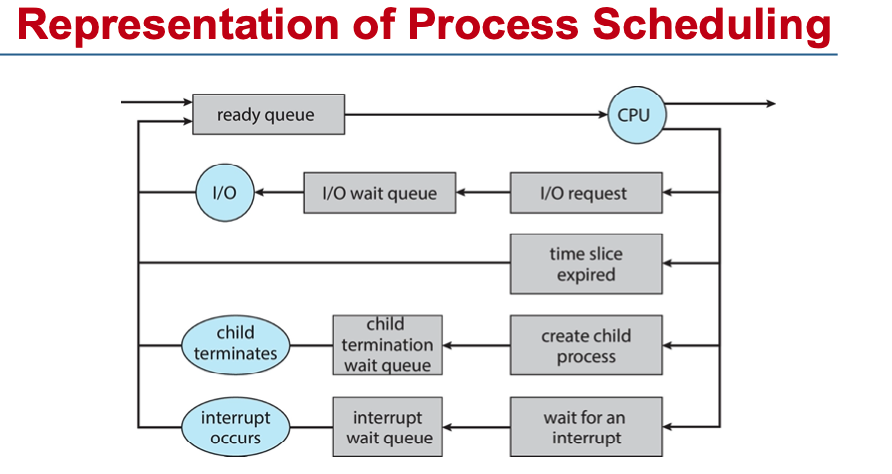 Representation of Process Scheduling
ready queue
CPU
I/O
I/O wait queue
I/O request
time slice
expired
child
terminates
child
termination
wait queue
create child
process
interrupt
occurs
interrupt
wait queue
wait for an
interrupt